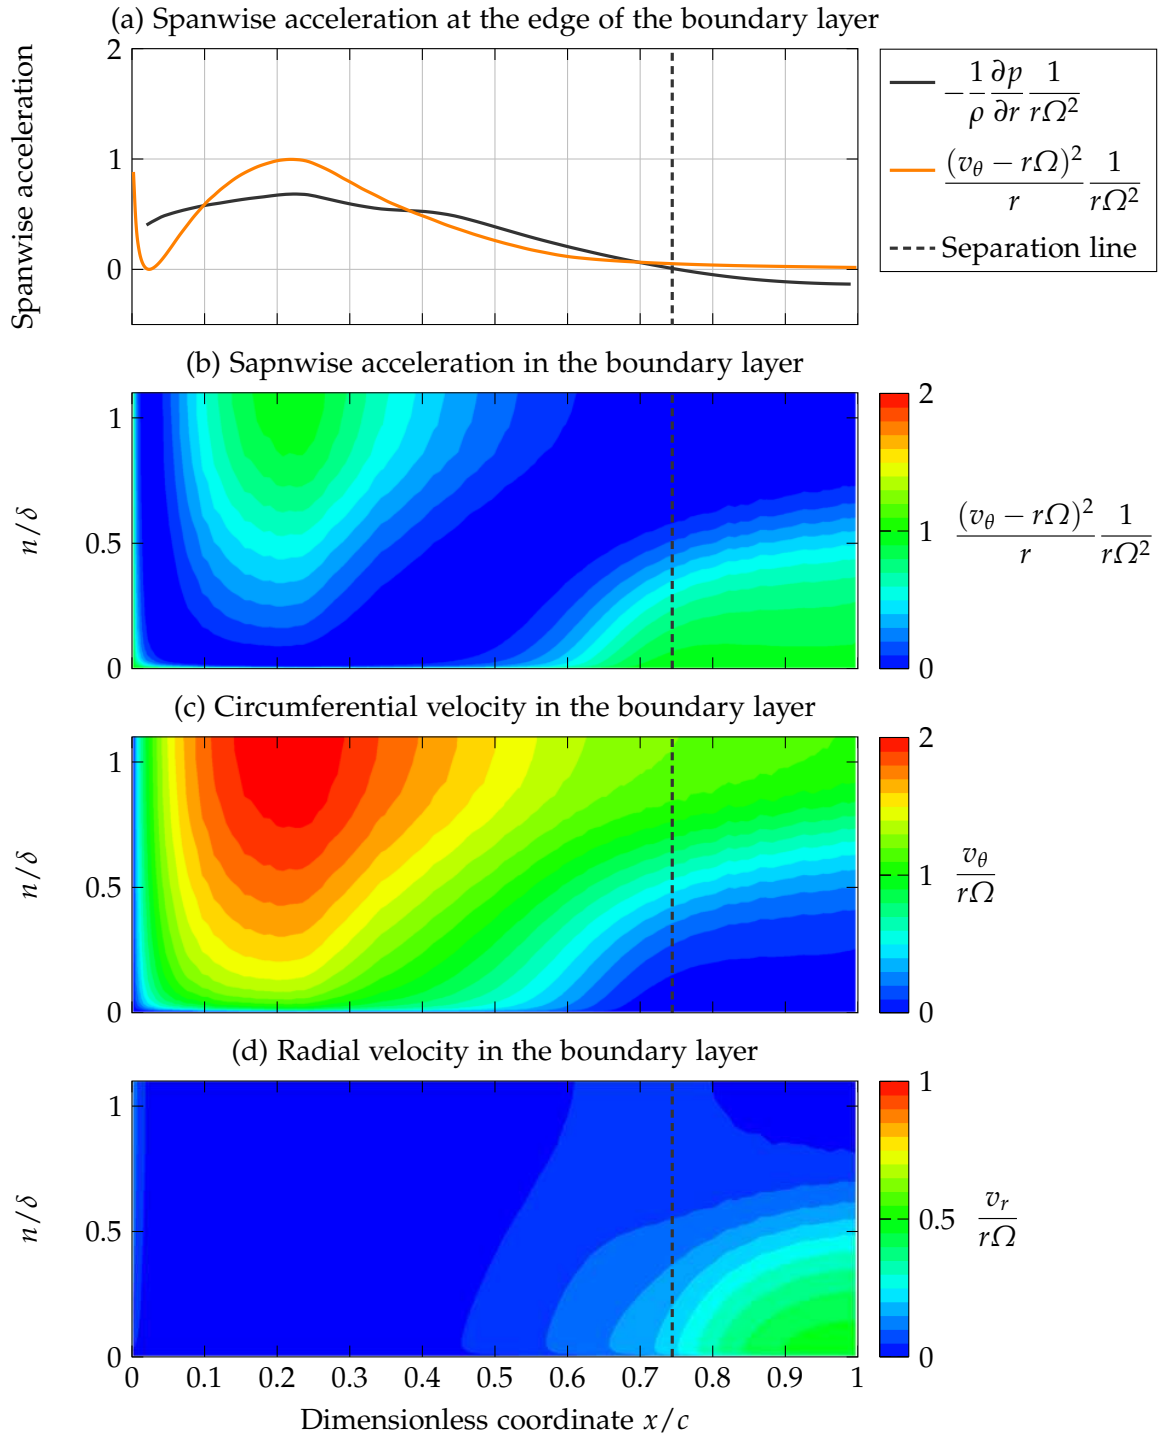 (a) Spanwise acceleration at the edge of the boundary layer
Spanwise acceleration
2
1
0
−(1/ρ)(∂p/∂r)(1/(rΩ²))
((v_θ − rΩ)²/r)(1/(rΩ²))
Separation line
(b) Sapnwise acceleration in the boundary layer
n/δ
1
0.5
0
2
1
0
((v_θ − rΩ)²/r)(1/(rΩ²))
(c) Circumferential velocity in the boundary layer
n/δ
1
0.5
0
2
1
0
v_θ/(rΩ)
(d) Radial velocity in the boundary layer
n/δ
1
0.5
0
1
0.5
0
v_r/(rΩ)
0 0.1 0.2 0.3 0.4 0.5 0.6 0.7 0.8 0.9 1
Dimensionless coordinate x/c